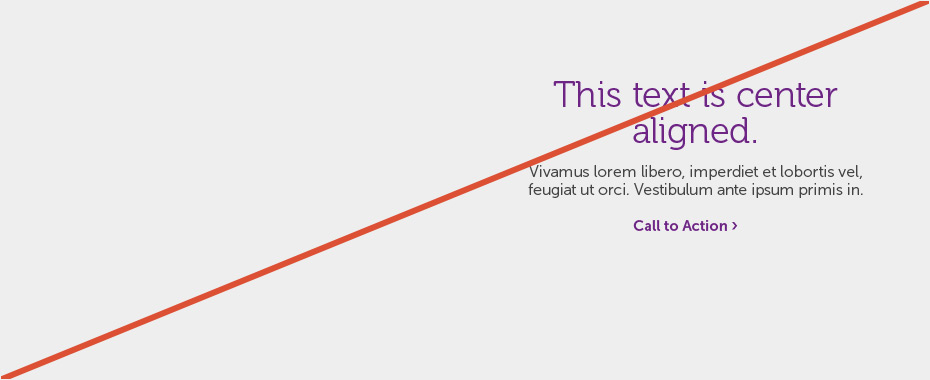 This text is center
aligned.
Vivamus lorem libero, imperdiet et lobortis vel,
feugiat ut orci. Vestibulum ante ipsum primis in.
Call to Action ›